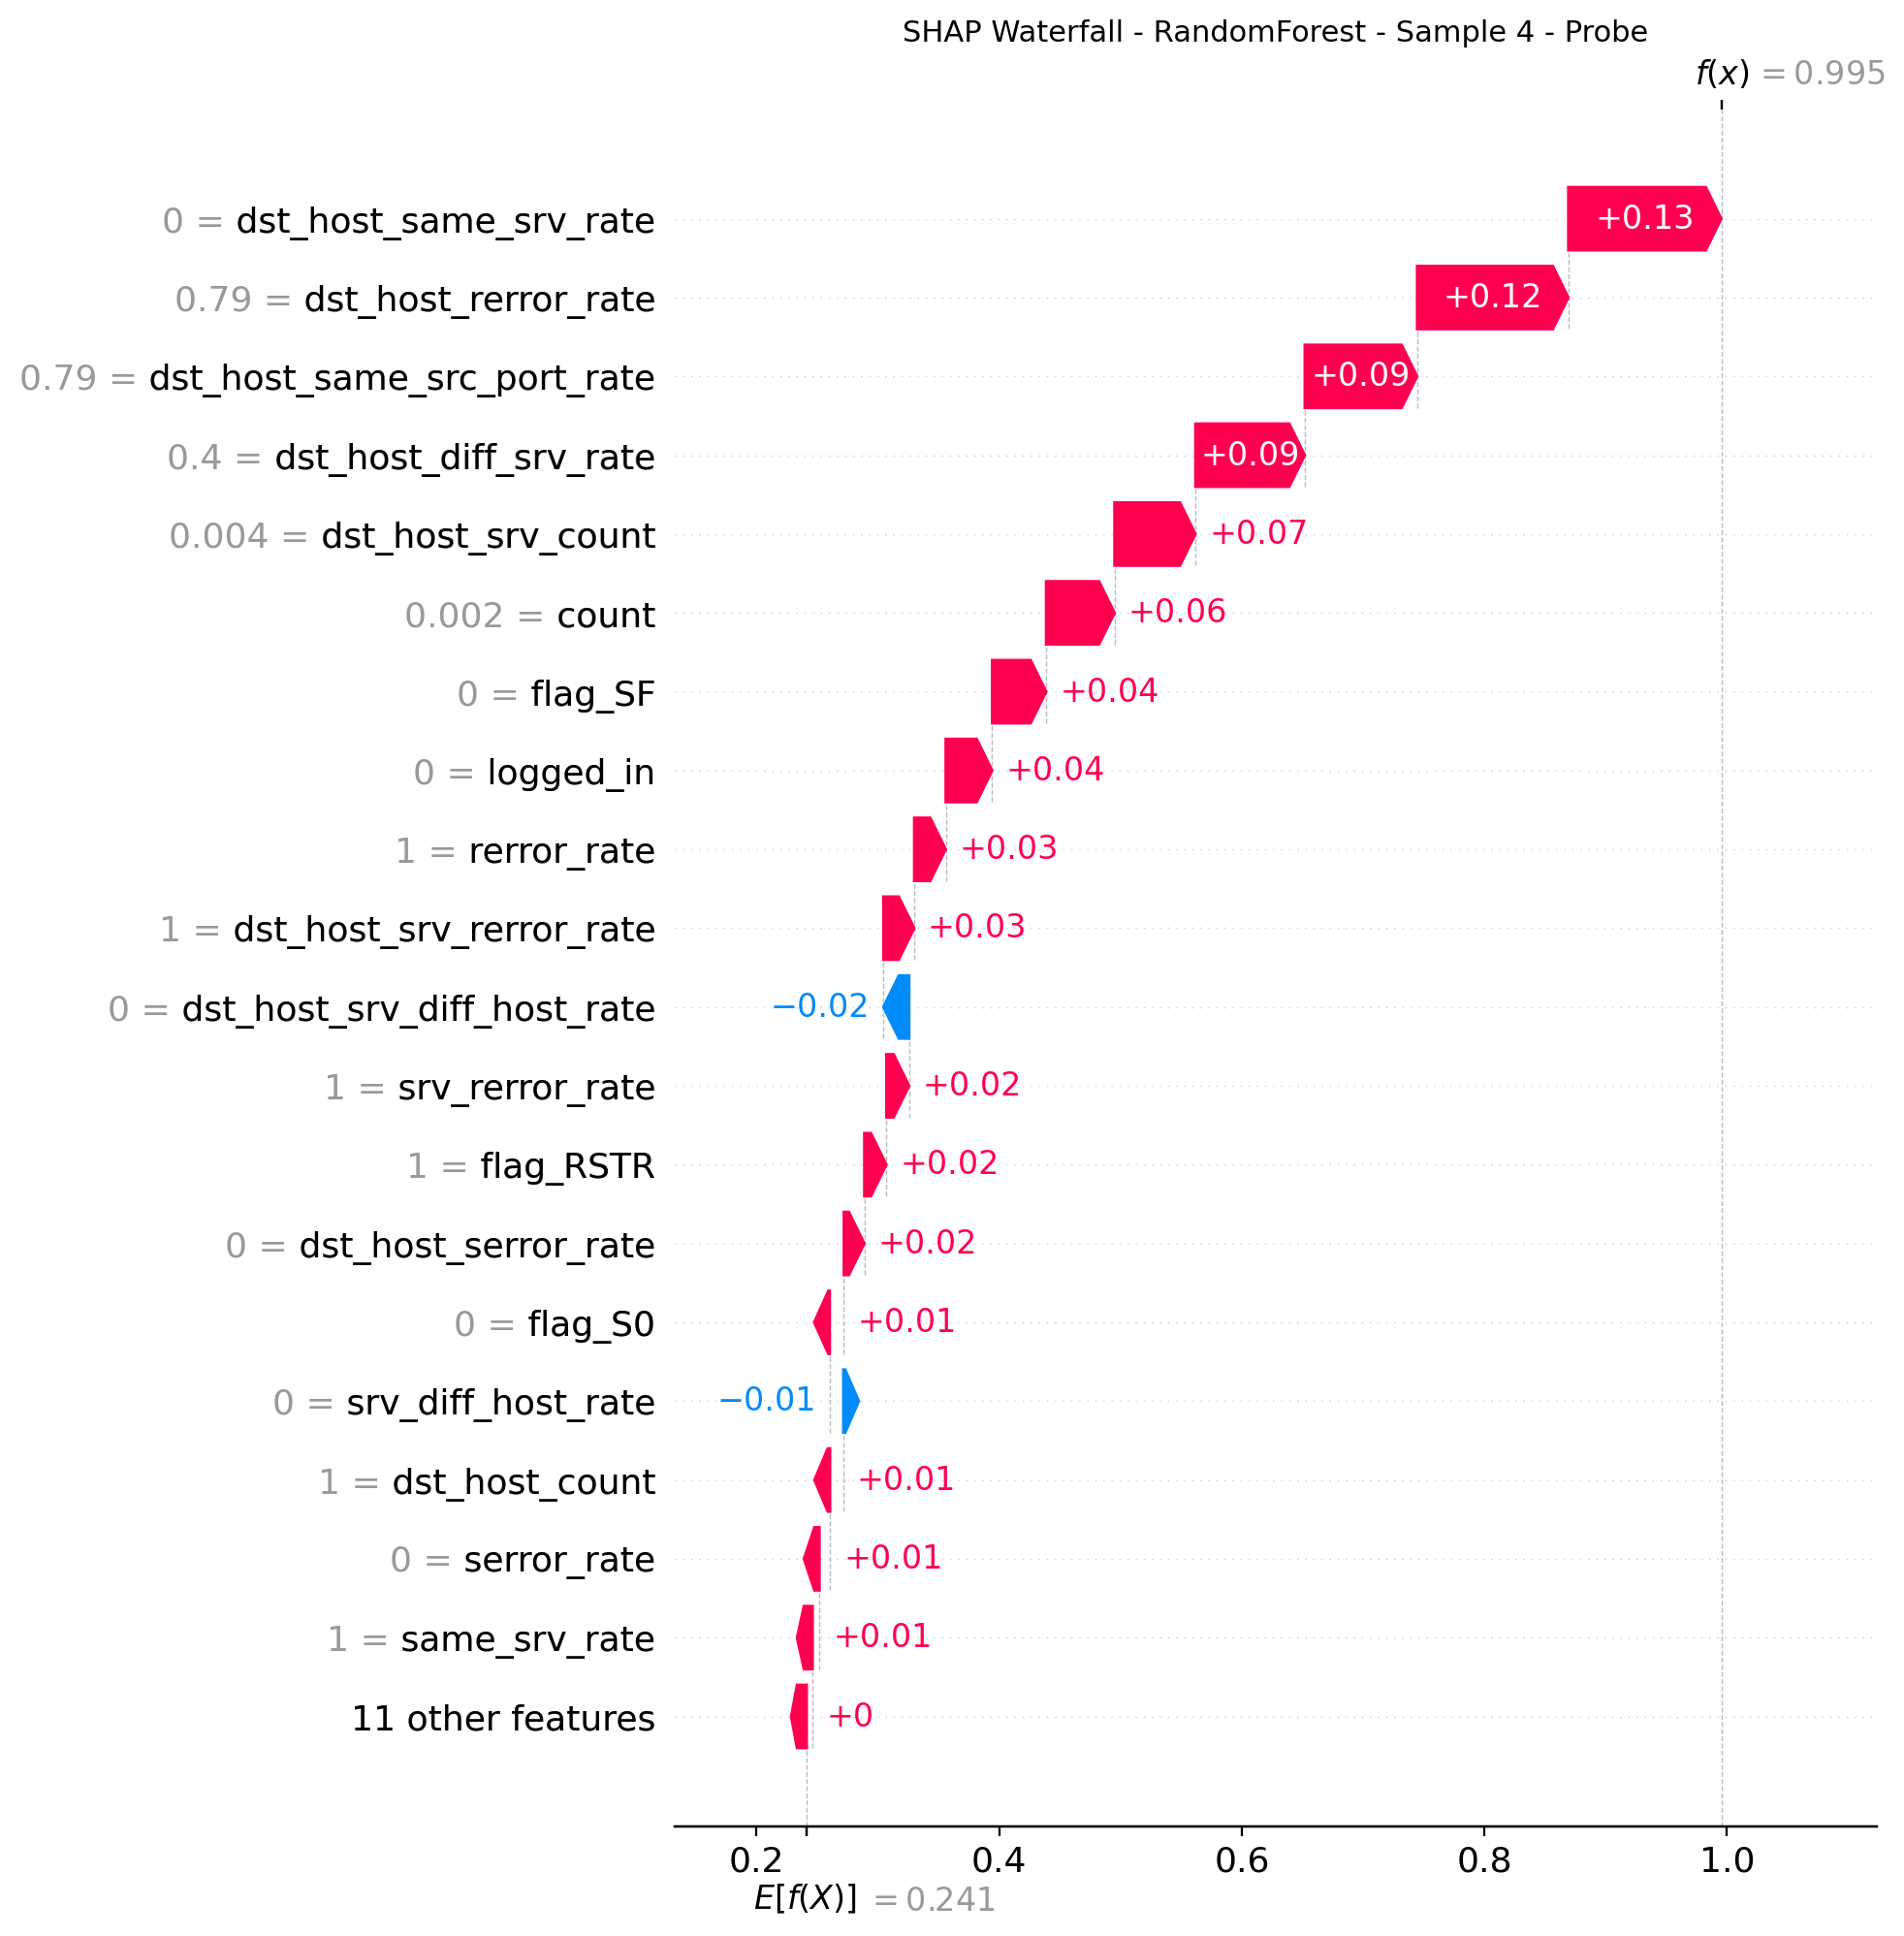 SHAP Waterfall - RandomForest - Sample 4 - Probe
f(x) = 0.995
0 = dst_host_same_srv_rate +0.13
0.79 = dst_host_rerror_rate +0.12
0.79 = dst_host_same_src_port_rate +0.09
0.4 = dst_host_diff_srv_rate +0.09
0.004 = dst_host_srv_count +0.07
0.002 = count +0.06
0 = flag_SF +0.04
0 = logged_in +0.04
1 = rerror_rate +0.03
1 = dst_host_srv_rerror_rate +0.03
0 = dst_host_srv_diff_host_rate −0.02
1 = srv_rerror_rate +0.02
1 = flag_RSTR +0.02
0 = dst_host_serror_rate +0.02
0 = flag_S0 +0.01
0 = srv_diff_host_rate −0.01
1 = dst_host_count +0.01
0 = serror_rate +0.01
1 = same_srv_rate +0.01
11 other features +0
0.2 0.4 0.6 0.8 1.0
E[f(X)] = 0.241